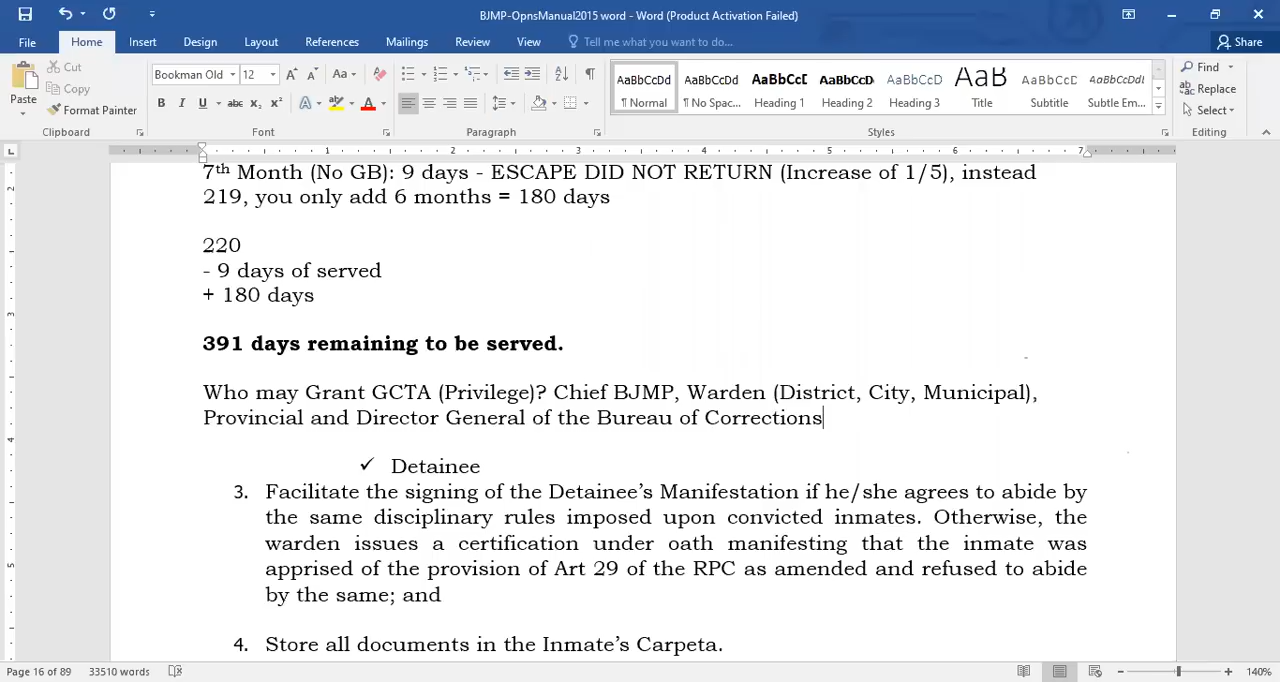 BJMP-OpnsManual2015 word - Word (Product Activation Failed)
File Home Insert Design Layout References Mailings Review View Tell me what you want to do... Share
Paste
Cut
Copy
Format Painter
Clipboard
Bookman Old 12
Font
Paragraph
AaBbCcDd AaBbCcDd AaBbCcI AaBbCcDc AaBbCcD AaB AaBbCcD AaBbCcDdI
¶ Normal ¶ No Spac... Heading 1 Heading 2 Heading 3 Title Subtitle Subtle Em...
Styles
Find
Replace
Select
Editing
7th Month (No GB): 9 days - ESCAPE DID NOT RETURN (Increase of 1/5), instead
219, you only add 6 months = 180 days
220
- 9 days of served
+ 180 days
391 days remaining to be served.
Who may Grant GCTA (Privilege)? Chief BJMP, Warden (District, City, Municipal),
Provincial and Director General of the Bureau of Corrections
✓ Detainee
3. Facilitate the signing of the Detainee's Manifestation if he/she agrees to abide by
the same disciplinary rules imposed upon convicted inmates. Otherwise, the
warden issues a certification under oath manifesting that the inmate was
apprised of the provision of Art 29 of the RPC as amended and refused to abide
by the same; and
4. Store all documents in the Inmate's Carpeta.
Page 16 of 89 33510 words 140%